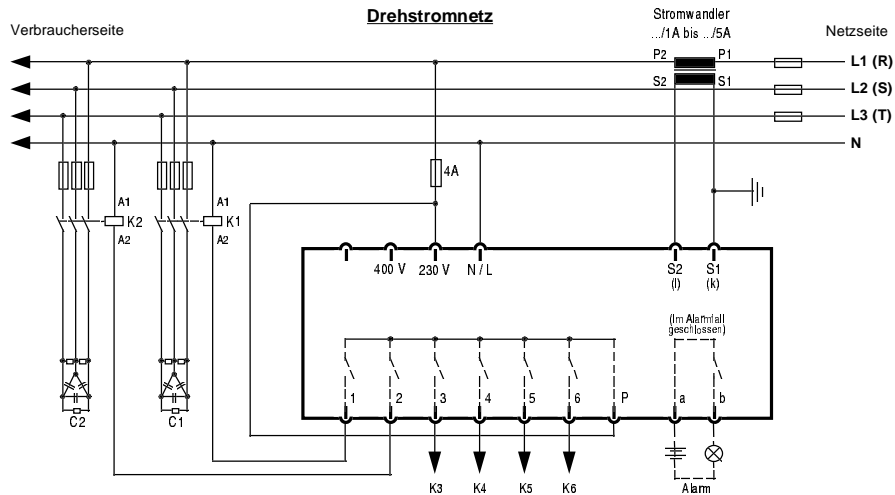 Drehstromnetz
Stromwandler
.../1A bis .../5A
Verbraucherseite
Netzseite
P2 P1
L1 (R)
S2 S1
L2 (S)
L3 (T)
N
4A
A1 A1
K2 K1
A2 A2
400 V 230 V N / L S2 S1
(l) (k)
(Im Alarmfall
geschlossen)
1 2 3 4 5 6 P a b
C2 C1
K3 K4 K5 K6 Alarm